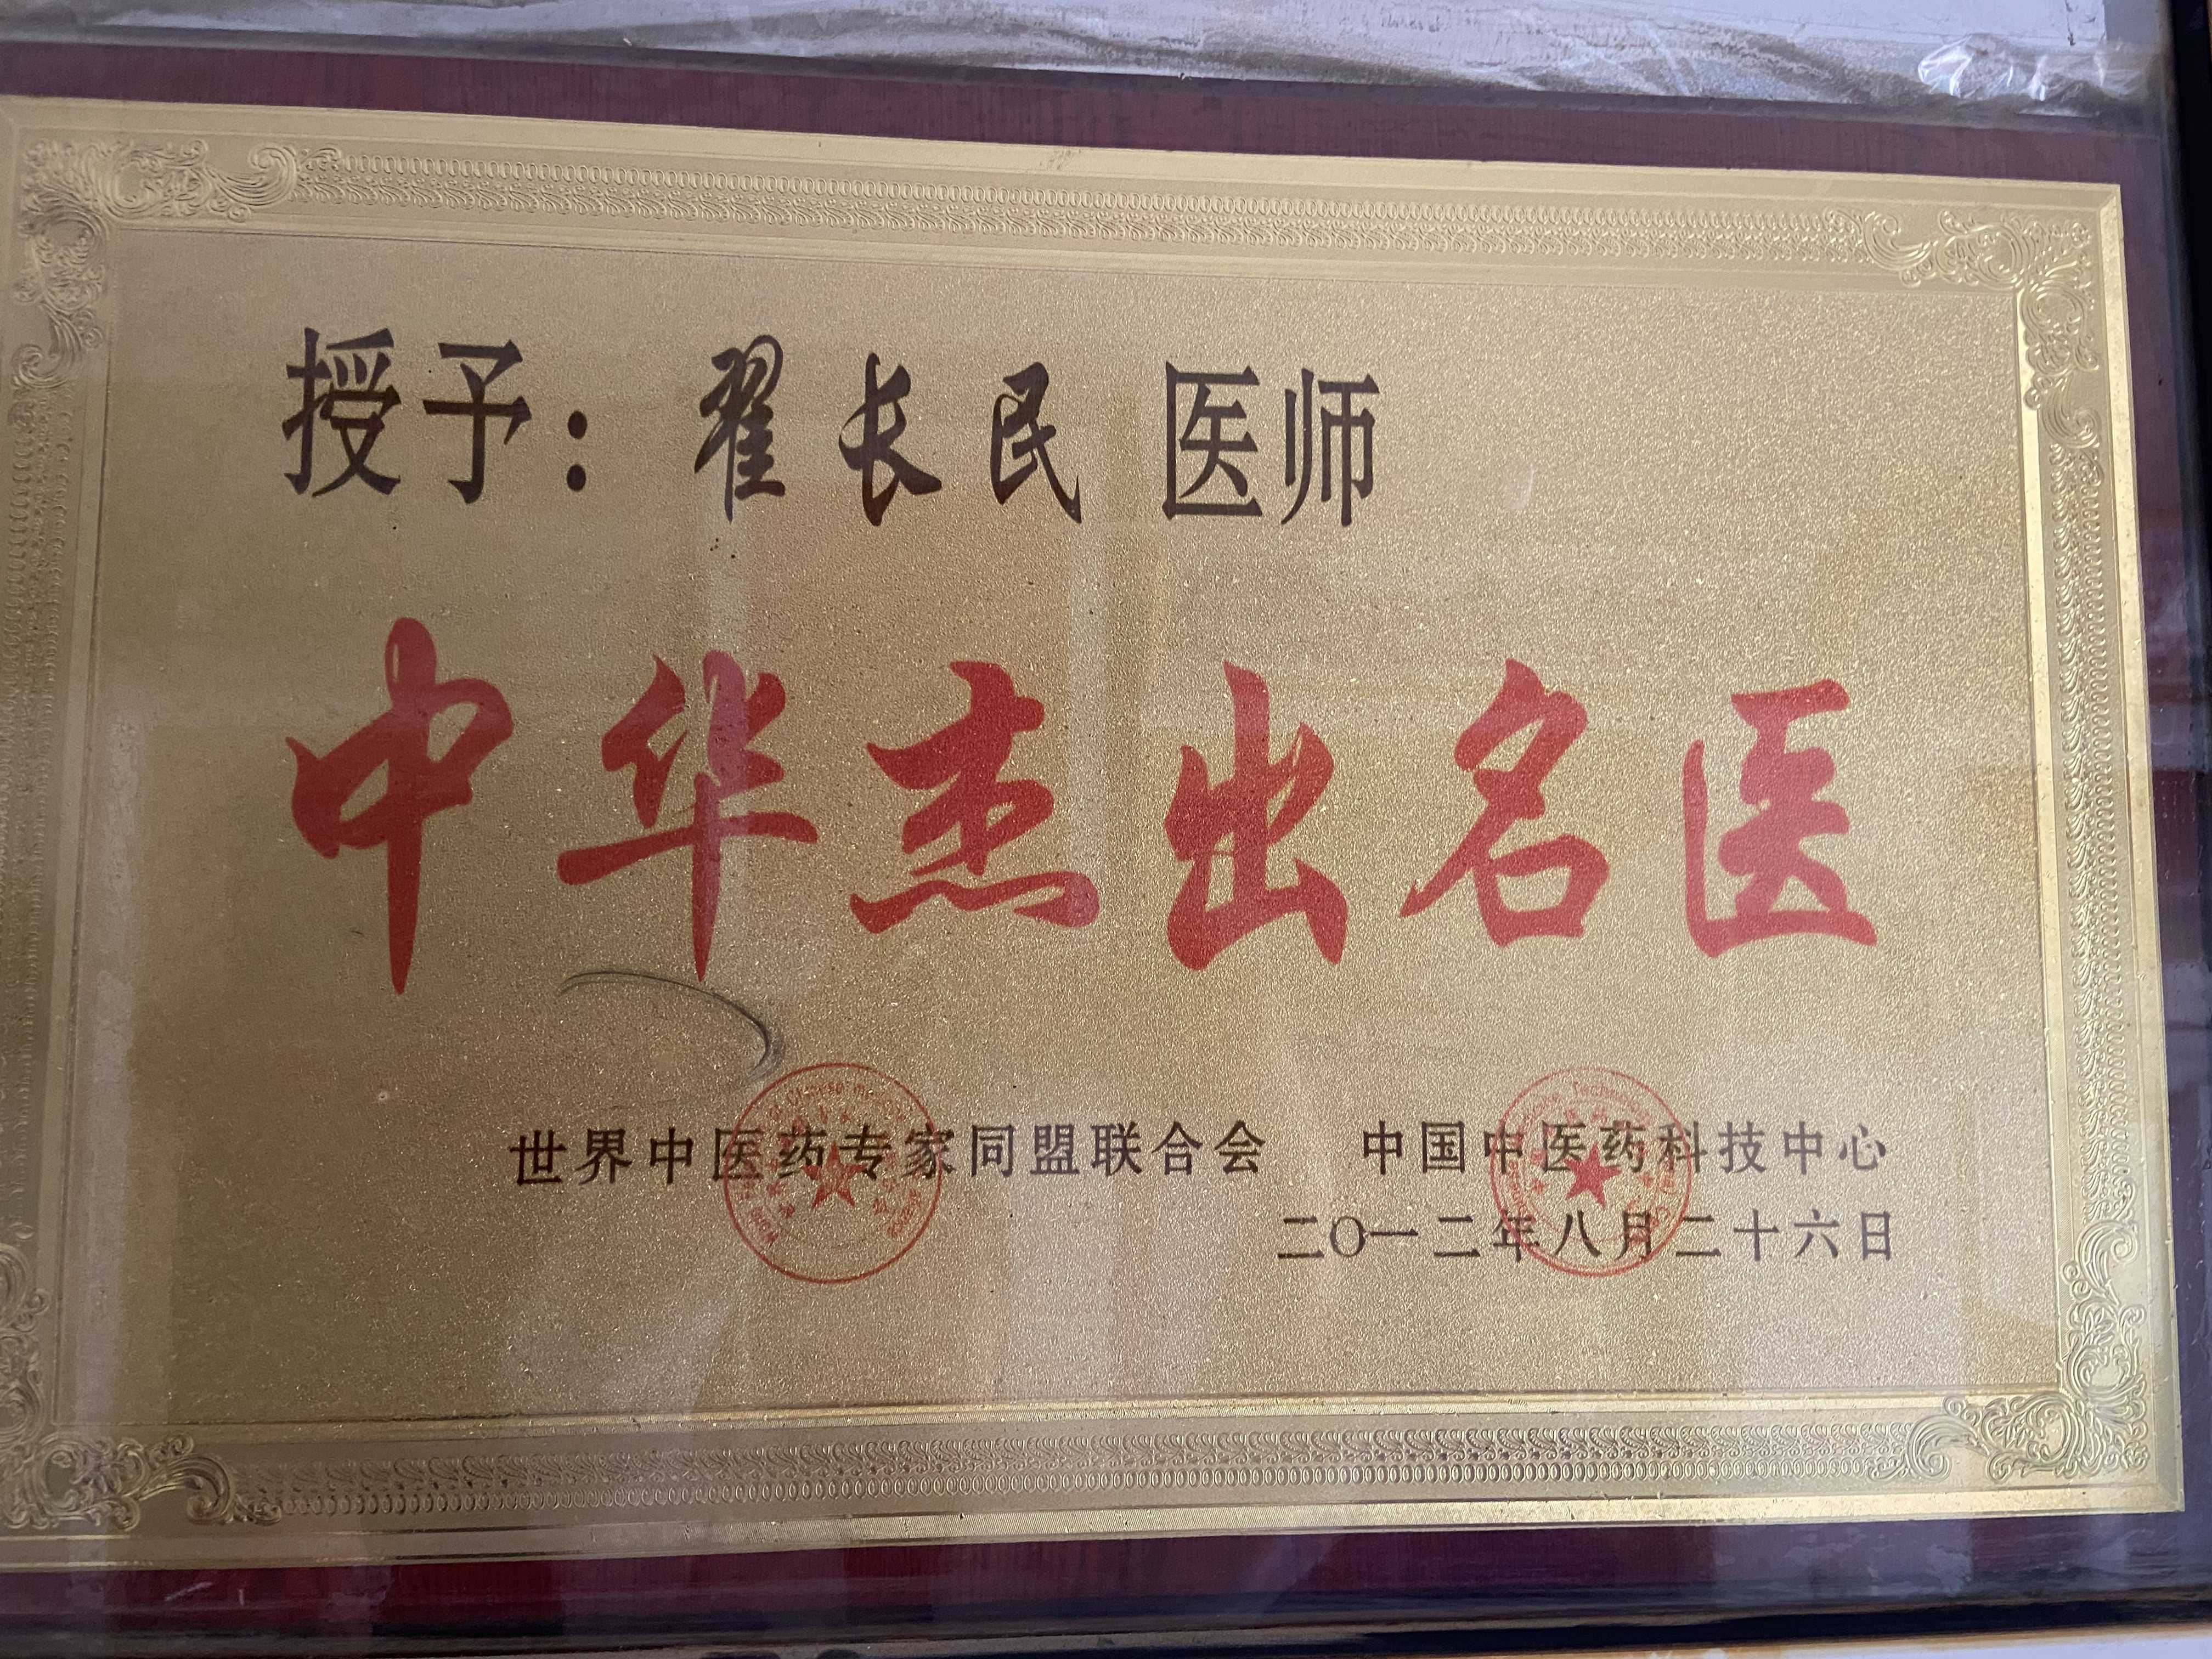 授予：翟长民 医师
中华杰出名医
世界中医药专家同盟联合会 中国中医药科技中心
二〇一二年八月二十六日